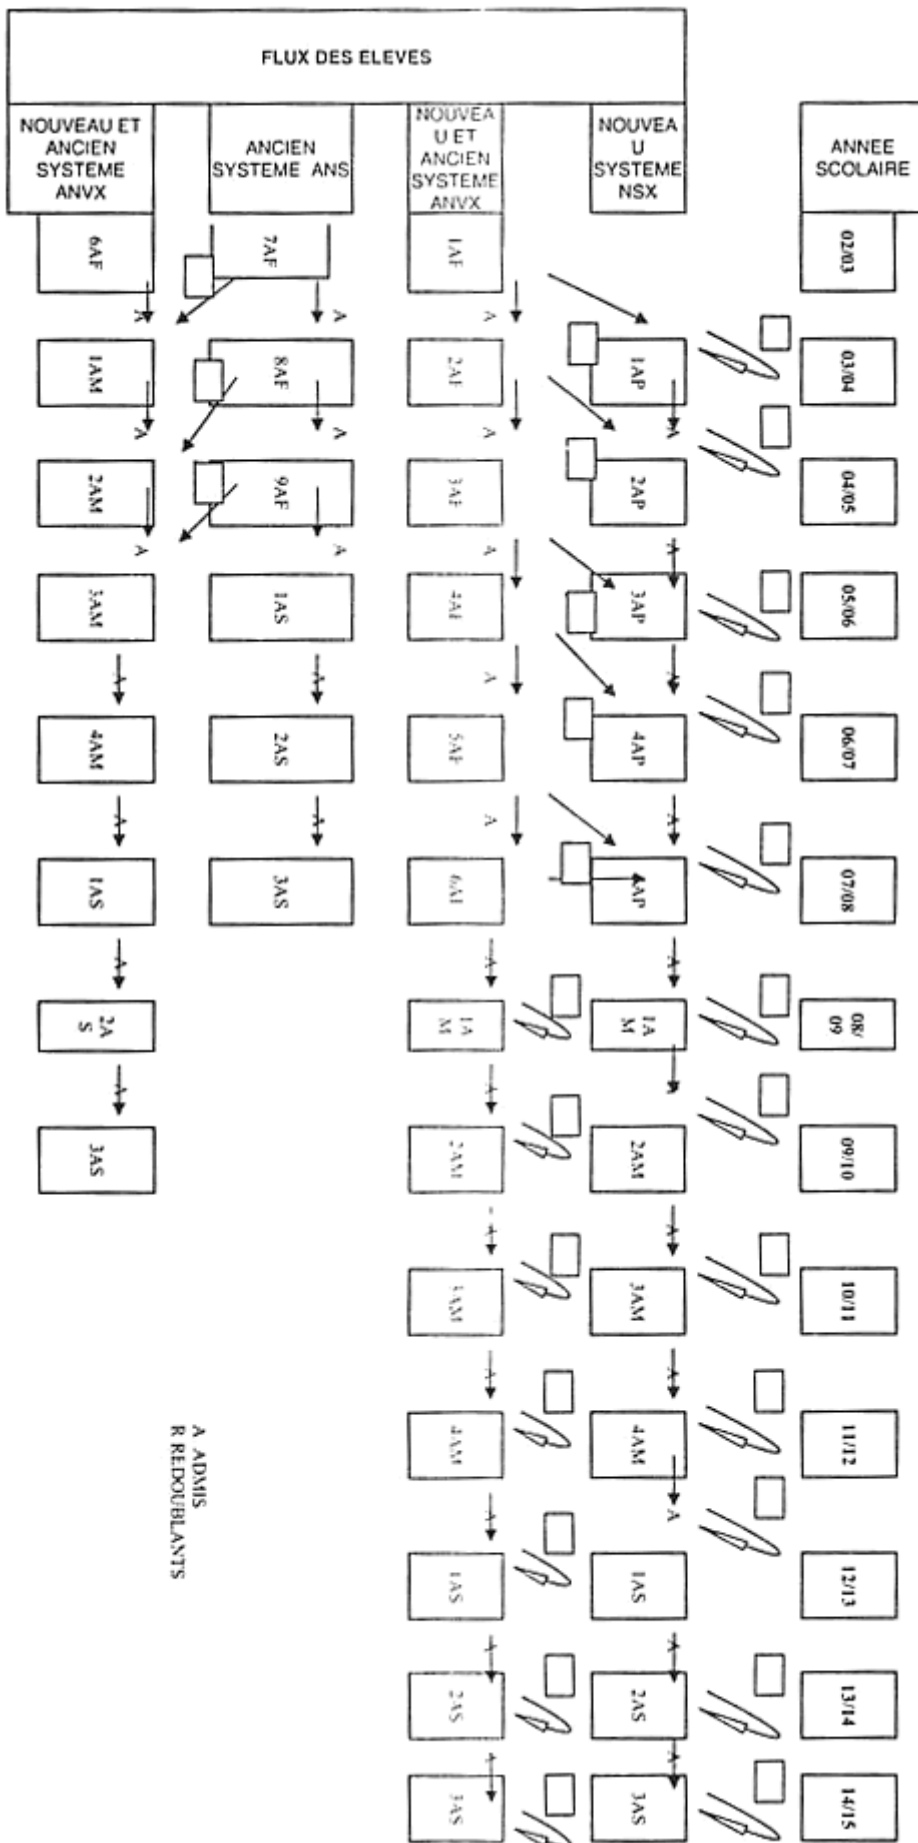 FLUX DES ELEVES
NOUVEAU ET
ANCIEN
SYSTEME
ANVX
ANCIEN
SYSTEME ANS
NOUVEA
U ET
ANCIEN
SYSTEME
ANVX
NOUVEA
U
SYSTEME
NSX
ANNEE
SCOLAIRE
6AF
7AF
1AF
02/03
A
A
A
1AM
8AF
2AF
1AP
03/04
A
A
A
A
2AM
9AF
3AF
2AP
04/05
A
A
A
A
3AM
1AS
4AF
3AP
05/06
A
A
A
A
4AM
2AS
5AF
4AP
06/07
A
A
A
A
1AS
3AS
AP
07/08
A
A
A
2A
S
1A
M
1A
M
08/
09
A
A
A
3AS
2AM
2AM
09/10
A
A
3AM
3AM
10/11
A
A
4AM
4AM
11/12
A
A
1AS
1AS
12/13
A
A
2AS
2AS
13/14
A
A
3AS
3AS
14/15
A ADMIS
R REDOUBLANTS